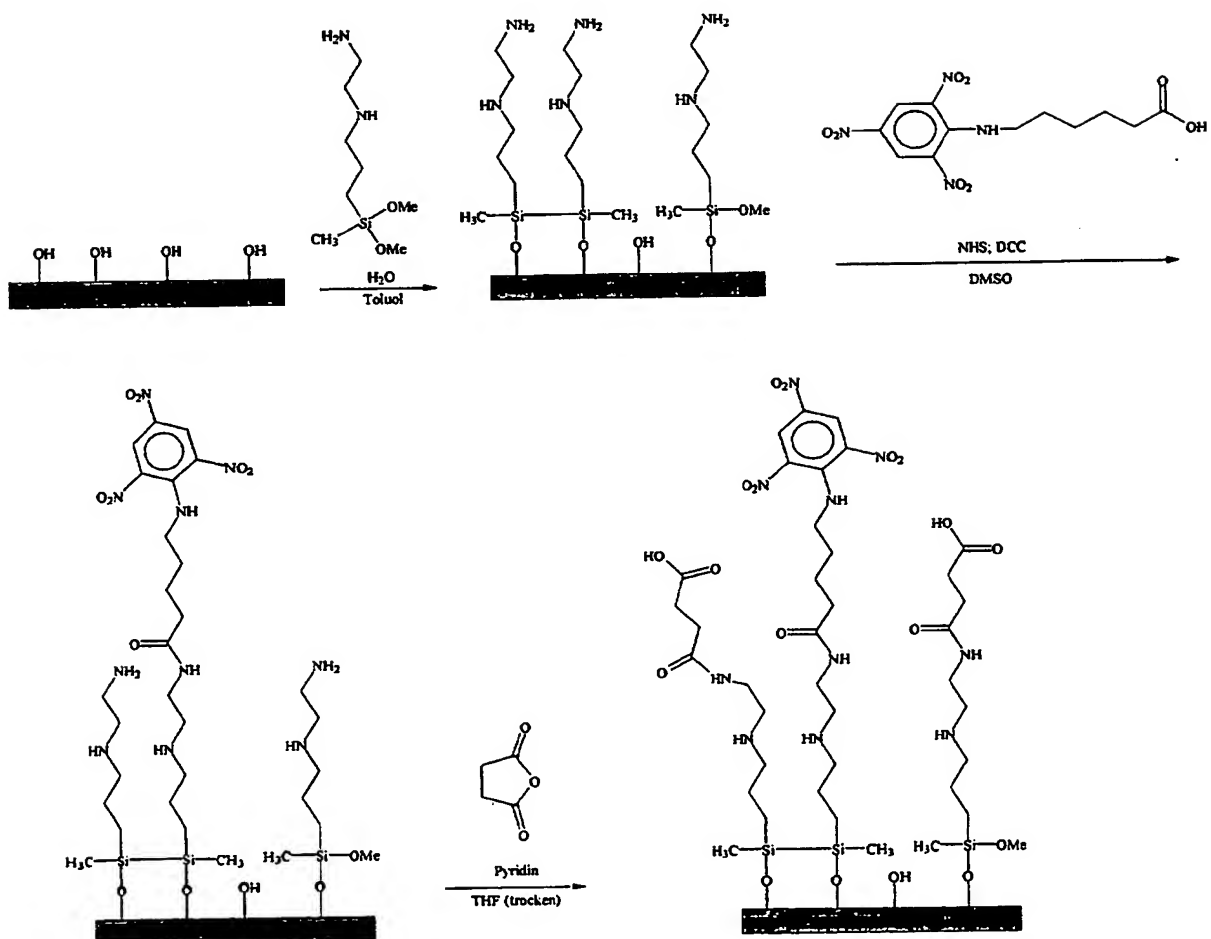 OH
OH
OH
OH
H2N
NH
OMe
Si
CH3
OMe
H2O
Toluol
NH2
NH2
NH2
HN
HN
HN
H3C
Si
Si
CH3
H3C
Si
OMe
O
O
OH
O
NO2
O2N
NH
NO2
O
OH
NHS; DCC
DMSO
O2N
NO2
O2N
NH
O
NH2
NH
NH2
HN
HN
HN
H3C
Si
Si
CH3
H3C
Si
OMe
O
O
OH
O
O
O
O
Pyridin
THF (trocken)
O2N
NO2
O2N
NH
HO
O
HO
O
O
O
O
HN
NH
NH
HN
HN
HN
H3C
Si
Si
CH3
H3C
Si
OMe
O
O
OH
O